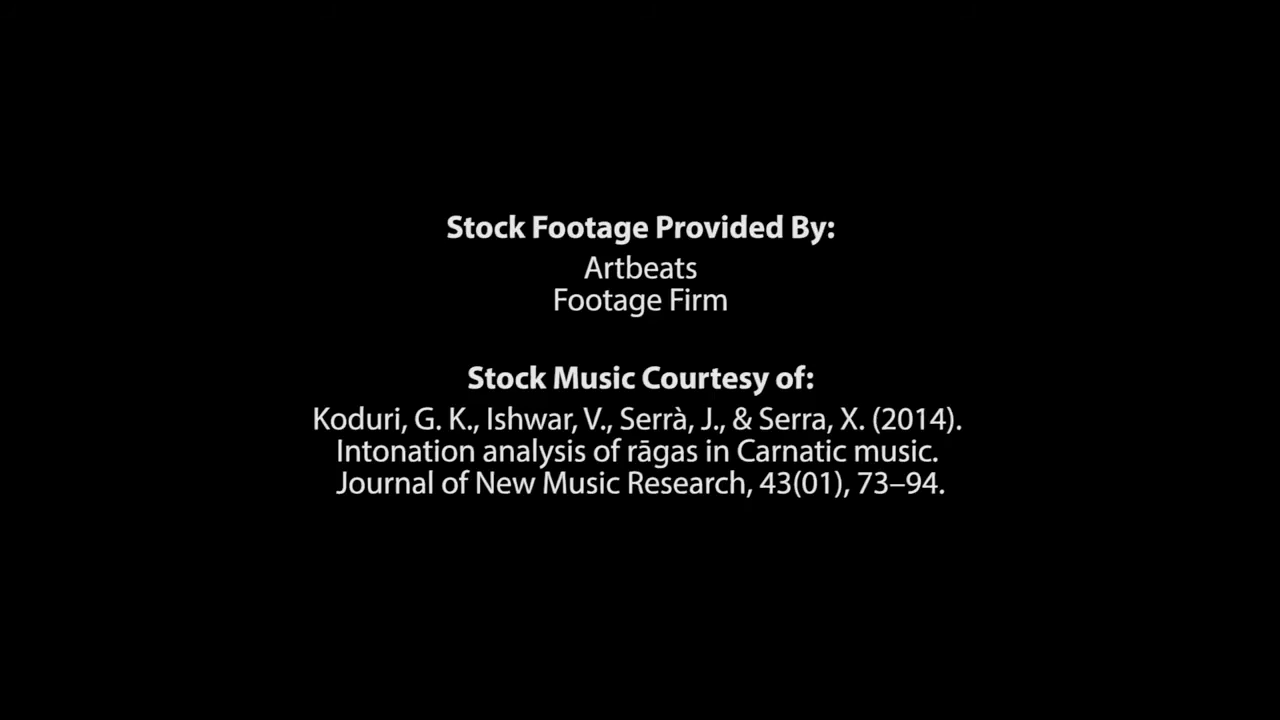 Stock Footage Provided By:
Artbeats
Footage Firm
Stock Music Courtesy of:
Koduri, G. K., Ishwar, V., Serrà, J., & Serra, X. (2014).
Intonation analysis of rāgas in Carnatic music.
Journal of New Music Research, 43(01), 73–94.